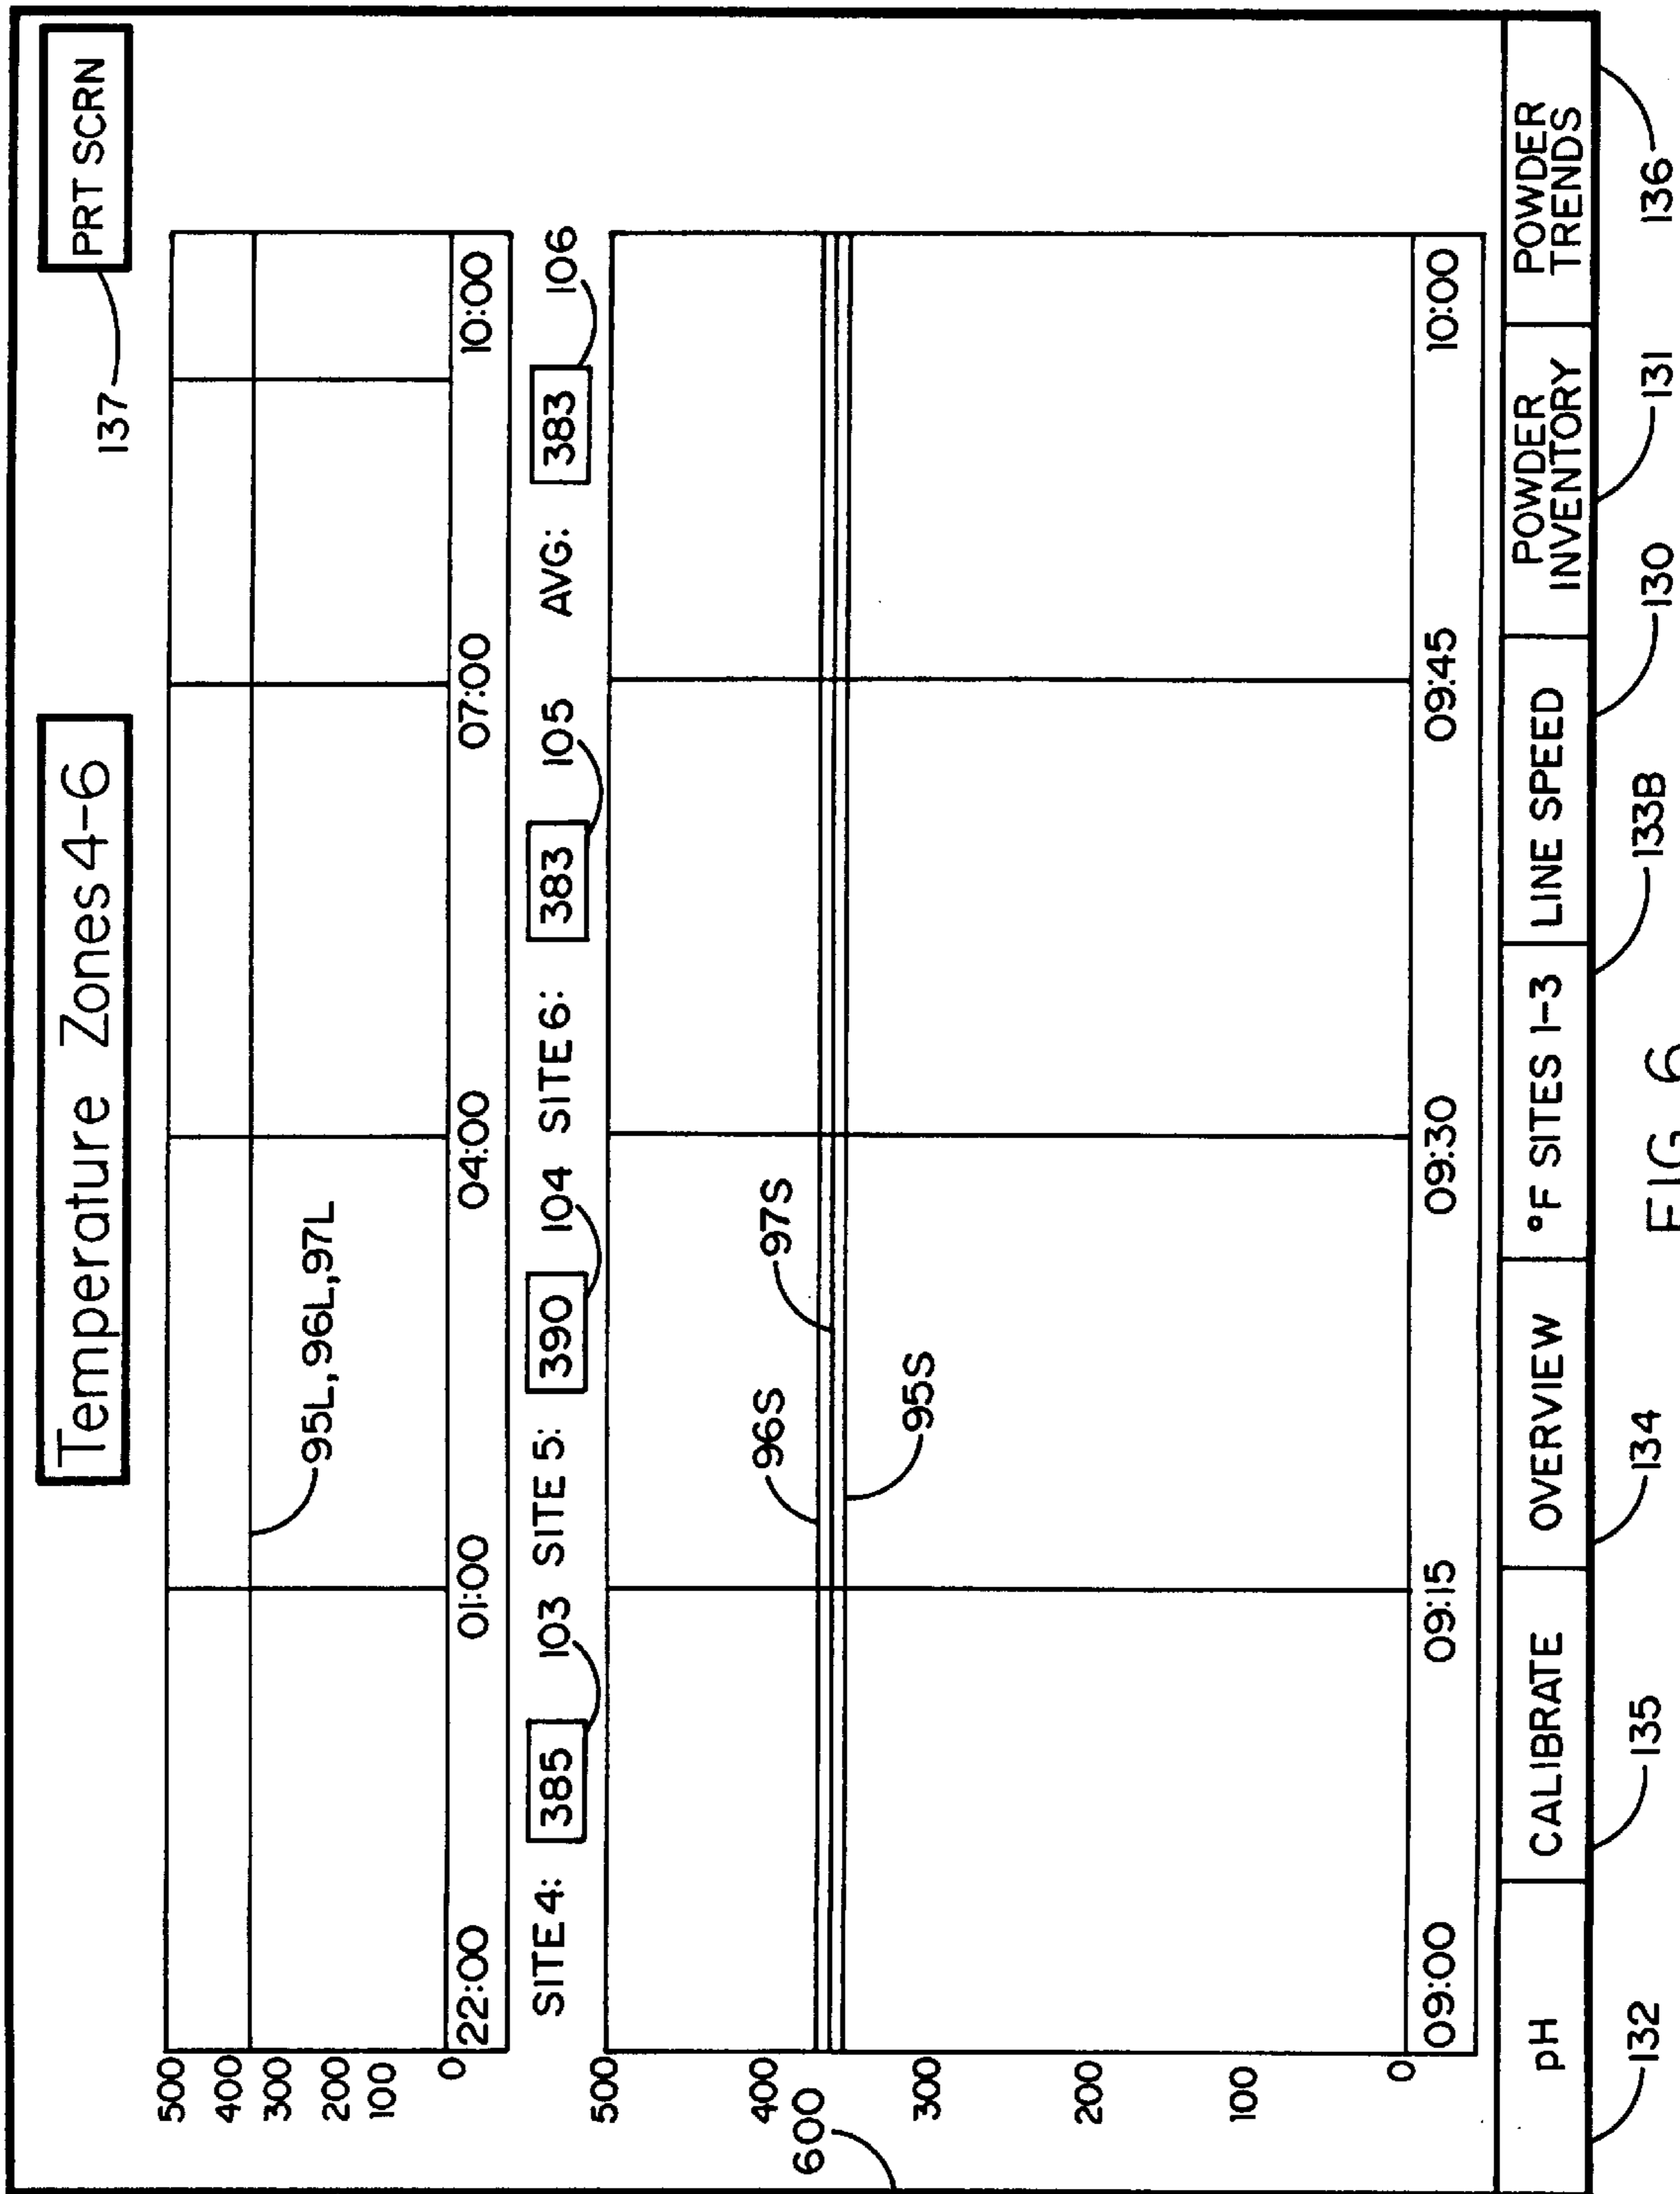 Temperature Zones 4-6
PRT SCRN
137
500
400
300
200
100
0
95L, 96L, 97L
22:00 01:00 04:00 07:00 10:00
SITE 4: 385 103 SITE 5: 390 104 SITE 6: 383 105 AVG: 383 106
500
400
600
300
200
100
0
96S
97S
95S
09:00 09:15 09:30 09:45 10:00
pH CALIBRATE OVERVIEW °F SITES 1-3 LINE SPEED POWDER INVENTORY POWDER TRENDS
132 135 134 133B 130 131 136
FIG. 6